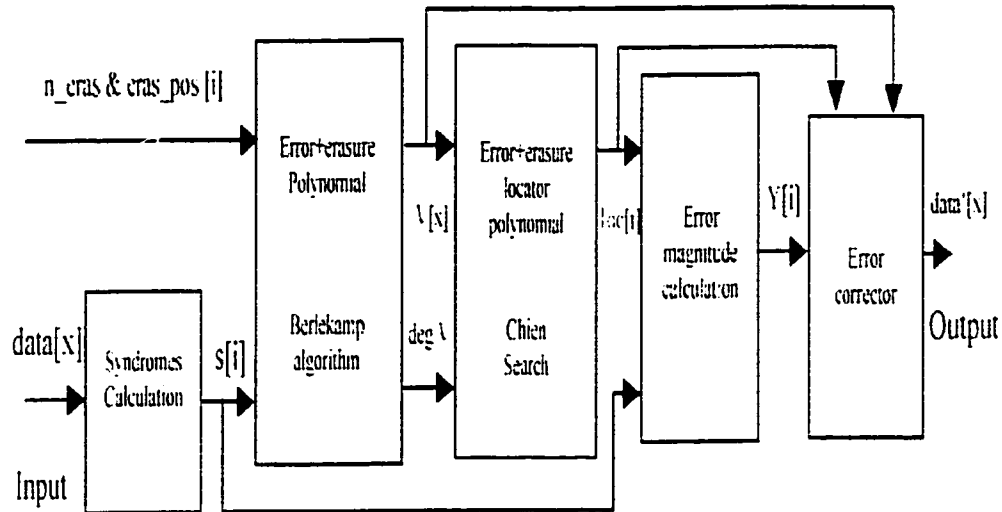 n_eras & eras_pos [i]
Error+erasure
Polynomial
Berlekamp
algorithm
Λ[x]
deg Λ
Error+erasure
locator
polynomial
Chien
Search
loc[i]
Error
magnitude
calculation
Y[i]
Error
corrector
data'[x]
Output
data[x]
Input
Syndromes
Calculation
s[i]